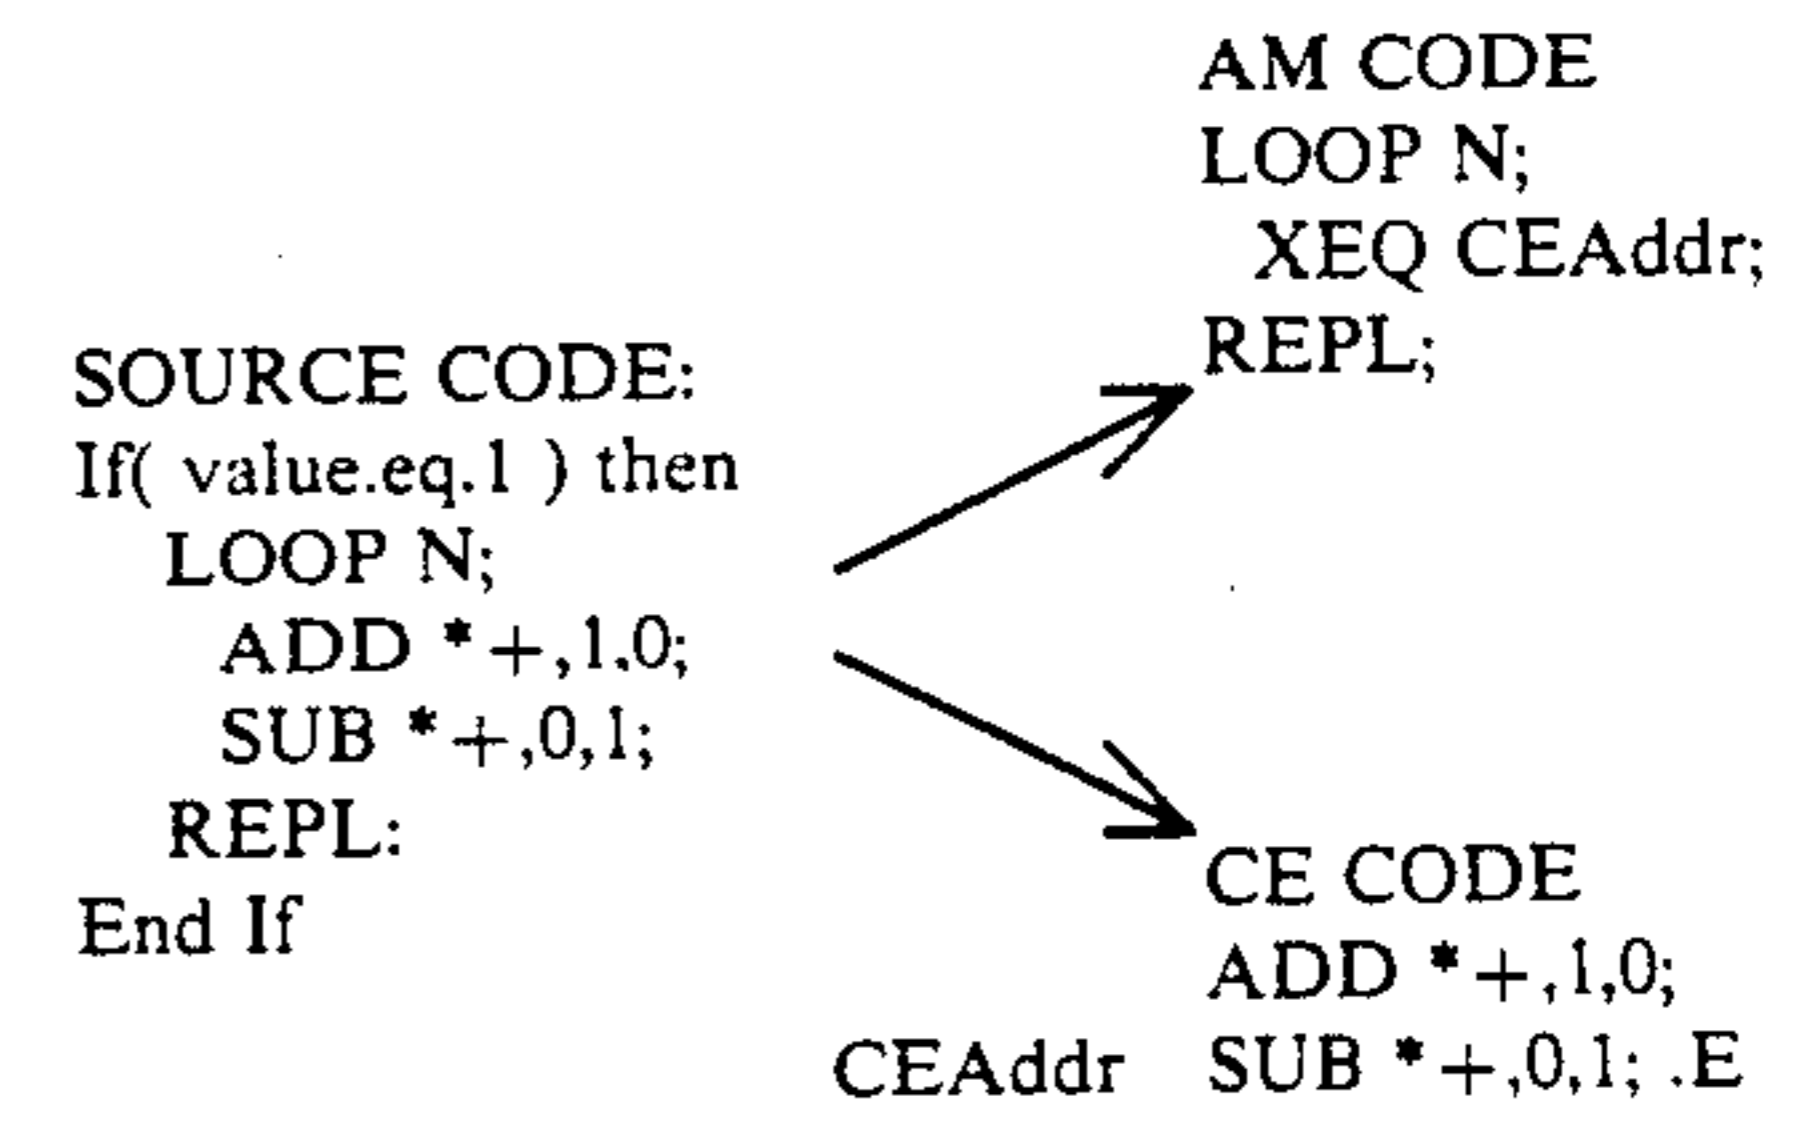 SOURCE CODE:
If( value.eq.1 ) then
LOOP N;
ADD *+,1.0;
SUB *+,0,1;
REPL:
End If
AM CODE
LOOP N;
XEQ CEAddr;
REPL;
CE CODE
ADD *+,1,0;
CEAddr SUB *+,0,1; .E